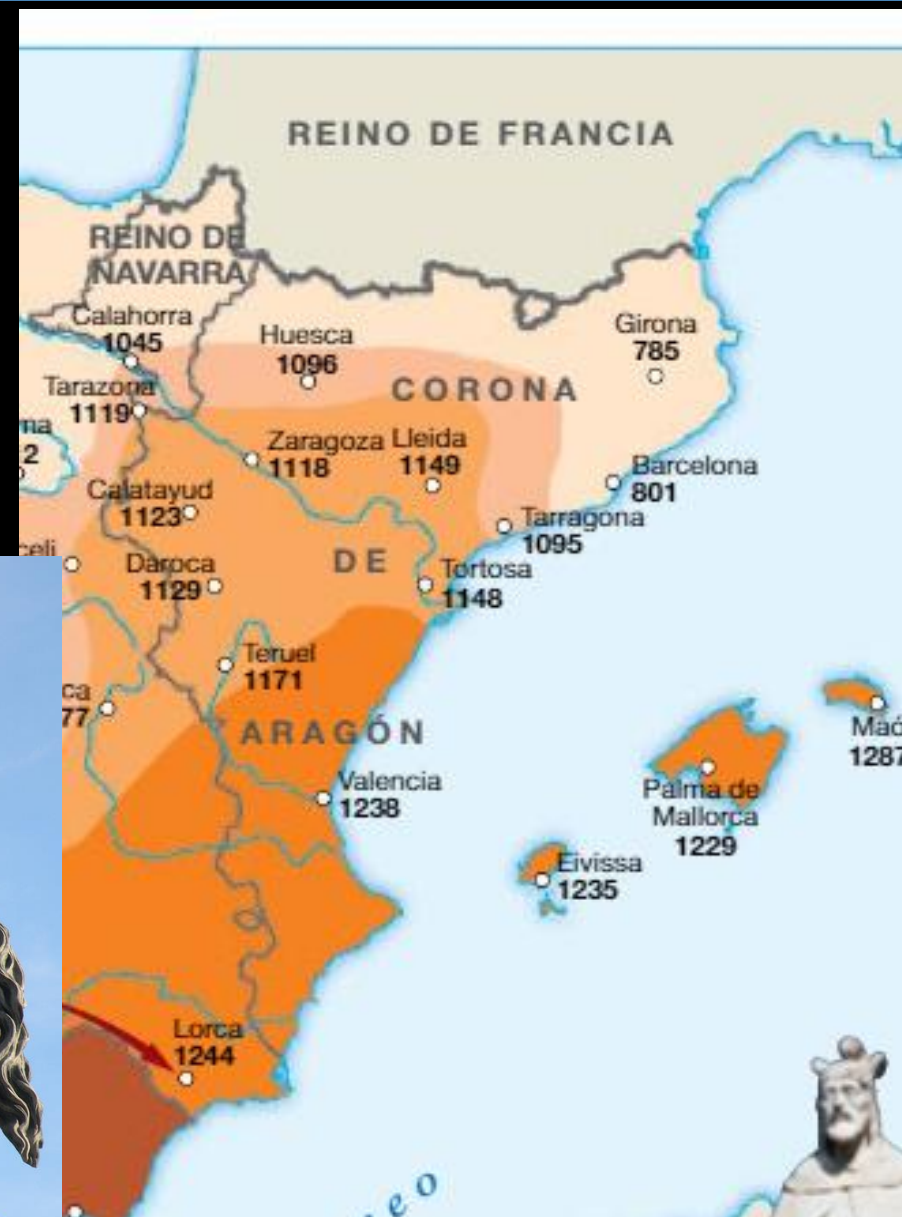 REINO DE FRANCIA
REINO DE
NAVARRA
Calahorra
1045
Huesca
1096
Girona
785
Tarazona
1119
CORONA
Zaragoza
1118
Lleida
1149
Barcelona
801
Calatayud
1123
Tarragona
1095
Daroca
1129
DE
Tortosa
1148
Teruel
1171
ARAGÓN
Valencia
1238
Maó
1287
Palma de
Mallorca
1229
Eivissa
1235
Lorca
1244